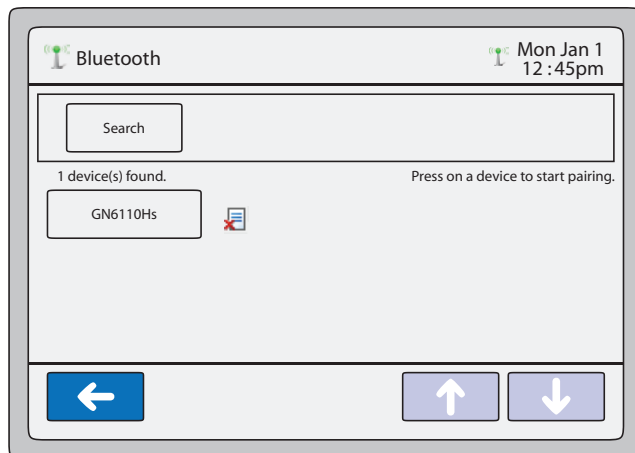 Bluetooth
Mon Jan 1
12 :45pm
Search
1 device(s) found.
Press on a device to start pairing.
GN6110Hs